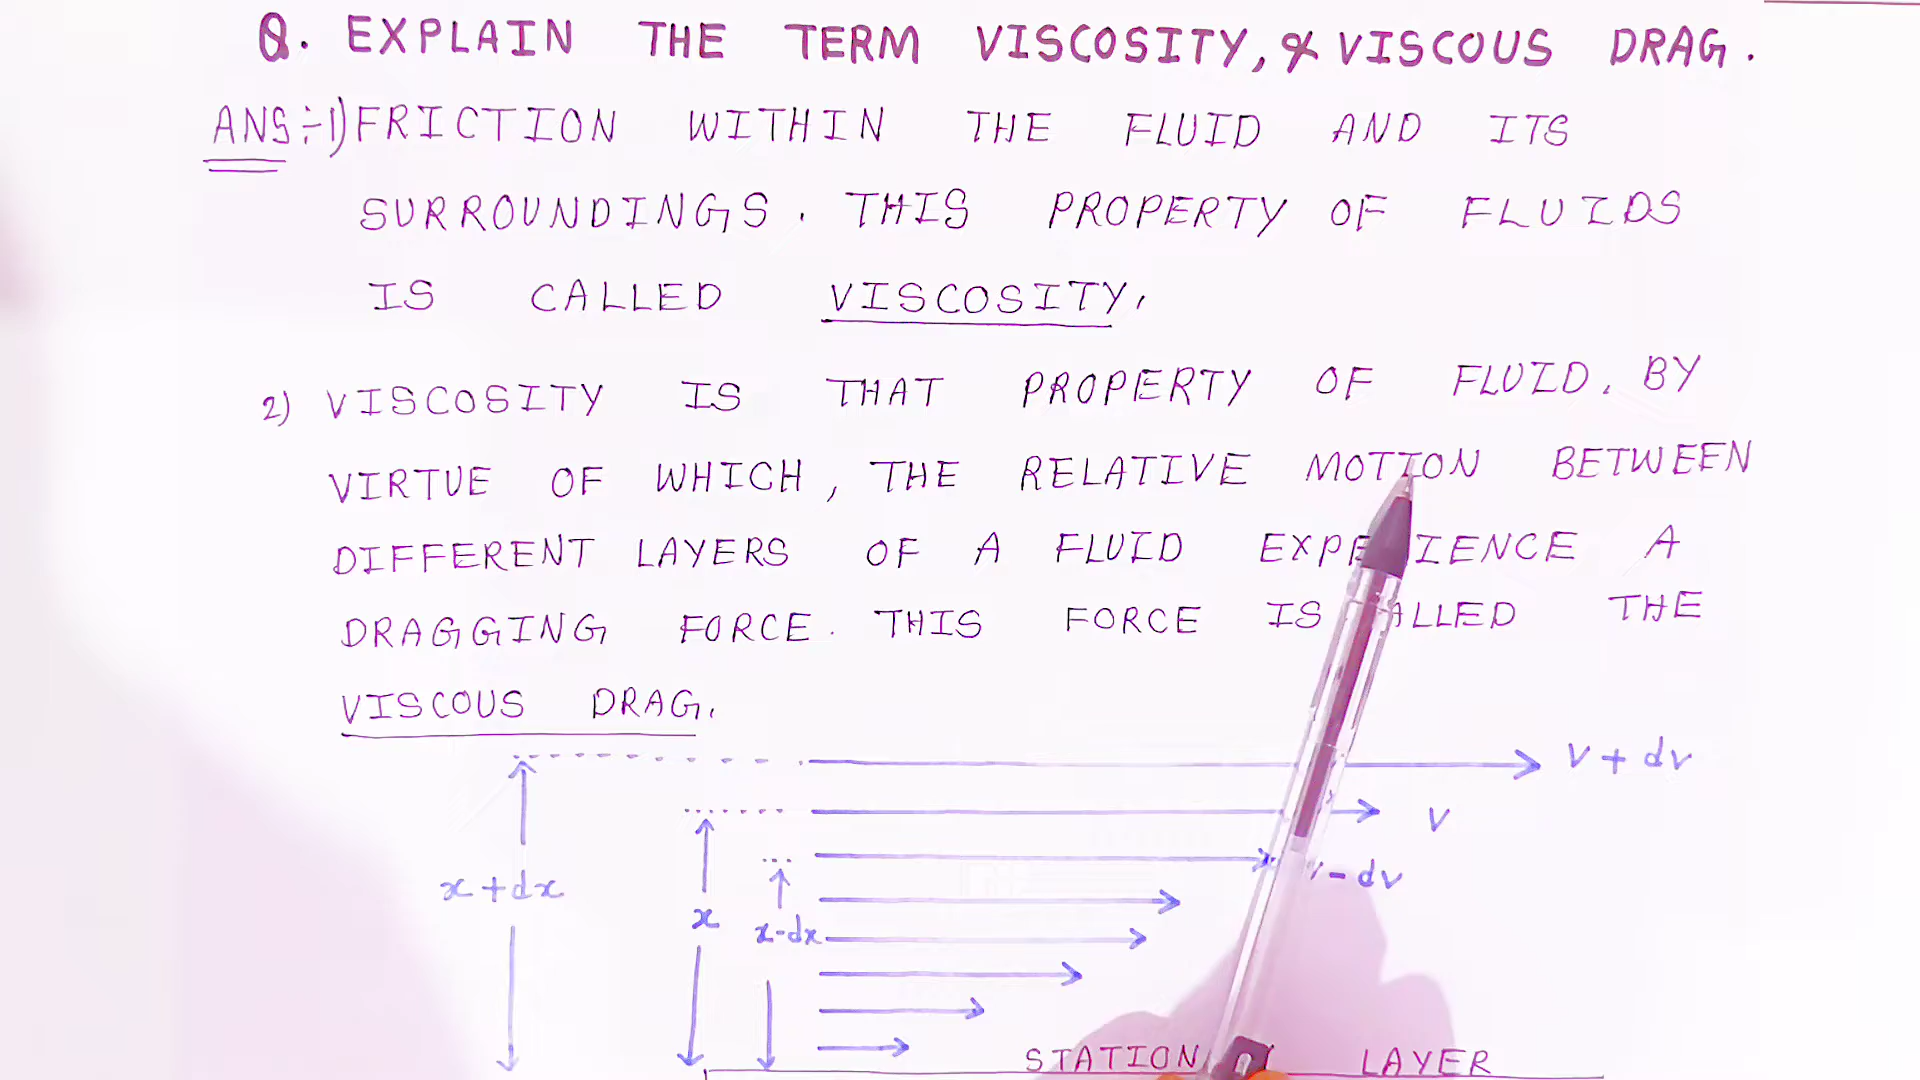 Q. EXPLAIN THE TERM VISCOSITY, & VISCOUS DRAG.
ANS:-1) FRICTION WITHIN THE FLUID AND ITS
SURROUNDINGS. THIS PROPERTY OF FLUIDS
IS CALLED VISCOSITY.
2) VISCOSITY IS THAT PROPERTY OF FLUID. BY
VIRTUE OF WHICH, THE RELATIVE MOTION BETWEEN
DIFFERENT LAYERS OF A FLUID EXPERIENCE A
DRAGGING FORCE. THIS FORCE IS CALLED THE
VISCOUS DRAG.
V + dv
V
V - dv
x + dx
x
x - dx
LAYER